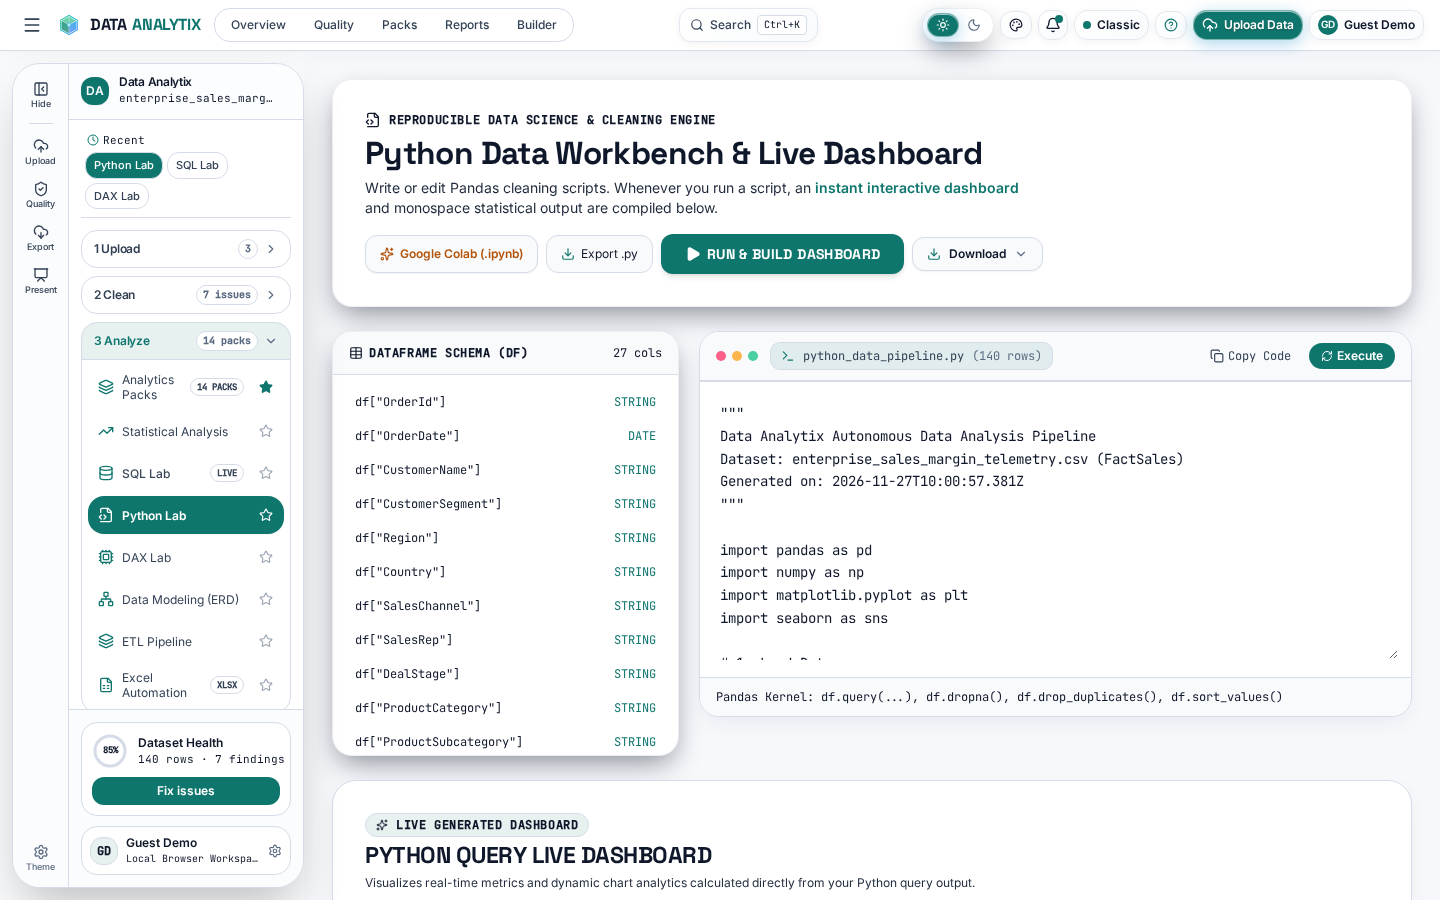 DATA ANALYTIX
Overview
Quality
Packs
Reports
Builder
Search
Ctrl+K
Classic
Upload Data
GD
Guest Demo
Hide
Upload
Quality
Export
Present
Theme
DA
Data Analytix
enterprise_sales_marg…
Recent
Python Lab
SQL Lab
DAX Lab
1 Upload
3
2 Clean
7 issues
3 Analyze
14 packs
Analytics
Packs
14 PACKS
Statistical Analysis
SQL Lab
LIVE
Python Lab
DAX Lab
Data Modeling (ERD)
ETL Pipeline
Excel
Automation
XLSX
85%
Dataset Health
140 rows · 7 findings
Fix issues
GD
Guest Demo
Local Browser Workspa…
REPRODUCIBLE DATA SCIENCE & CLEANING ENGINE
Python Data Workbench & Live Dashboard
Write or edit Pandas cleaning scripts. Whenever you run a script, an instant interactive dashboard
and monospace statistical output are compiled below.
Google Colab (.ipynb)
Export .py
RUN & BUILD DASHBOARD
Download
DATAFRAME SCHEMA (DF)
27 cols
df["OrderId"] STRING
df["OrderDate"] DATE
df["CustomerName"] STRING
df["CustomerSegment"] STRING
df["Region"] STRING
df["Country"] STRING
df["SalesChannel"] STRING
df["SalesRep"] STRING
df["DealStage"] STRING
df["ProductCategory"] STRING
df["ProductSubcategory"] STRING
python_data_pipeline.py (140 rows)
Copy Code
Execute
"""
Data Analytix Autonomous Data Analysis Pipeline
Dataset: enterprise_sales_margin_telemetry.csv (FactSales)
Generated on: 2026-11-27T10:00:57.381Z
"""
import pandas as pd
import numpy as np
import matplotlib.pyplot as plt
import seaborn as sns
Pandas Kernel: df.query(...), df.dropna(), df.drop_duplicates(), df.sort_values()
LIVE GENERATED DASHBOARD
PYTHON QUERY LIVE DASHBOARD
Visualizes real-time metrics and dynamic chart analytics calculated directly from your Python query output.